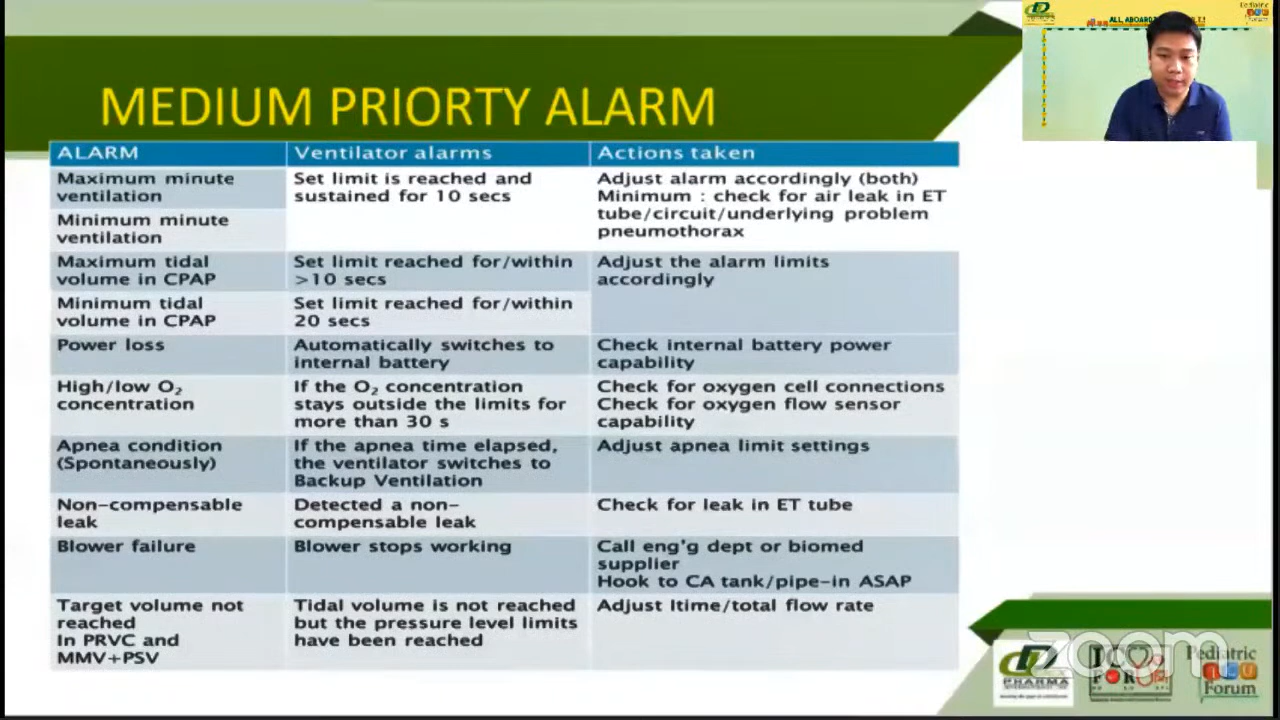 MEDIUM PRIORTY ALARM
ALARM
Ventilator alarms
Actions taken
Maximum minute
ventilation
Set limit is reached and
sustained for 10 secs
Adjust alarm accordingly (both)
Minimum : check for air leak in ET
tube/circuit/underlying problem
pneumothorax
Minimum minute
ventilation
Maximum tidal
volume in CPAP
Set limit reached for/within
>10 secs
Adjust the alarm limits
accordingly
Minimum tidal
volume in CPAP
Set limit reached for/within
20 secs
Power loss
Automatically switches to
internal battery
Check internal battery power
capability
High/low O₂
concentration
If the O₂ concentration
stays outside the limits for
more than 30 s
Check for oxygen cell connections
Check for oxygen flow sensor
capability
Apnea condition
(Spontaneously)
If the apnea time elapsed,
the ventilator switches to
Backup Ventilation
Adjust apnea limit settings
Non-compensable
leak
Detected a non-
compensable leak
Check for leak in ET tube
Blower failure
Blower stops working
Call eng'g dept or biomed
supplier
Hook to CA tank/pipe-in ASAP
Target volume not
reached
In PRVC and
MMV+PSV
Tidal volume is not reached
but the pressure level limits
have been reached
Adjust Itime/total flow rate
ALL ABOARD
Pediatric
Forum
zoom
PHARMA
FORUM
Pediatric
ICU
Forum